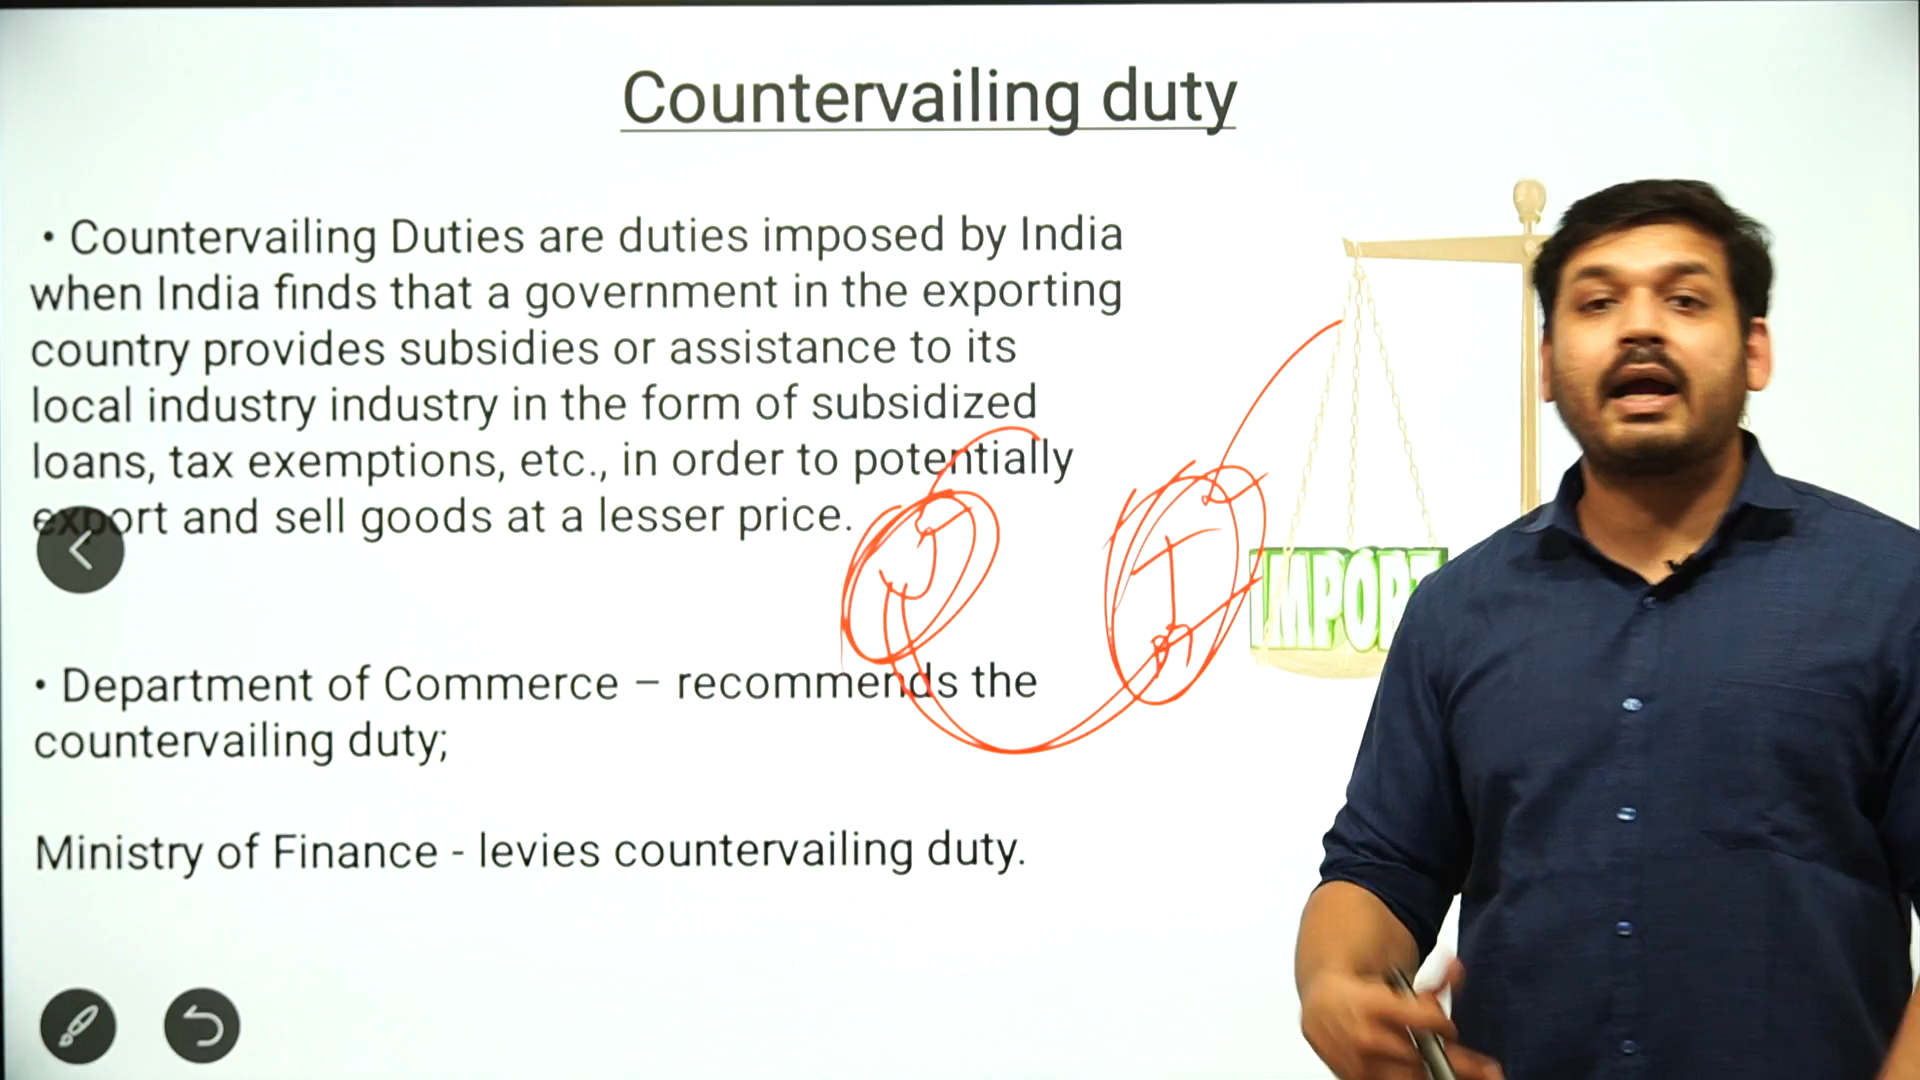 Countervailing duty
• Countervailing Duties are duties imposed by India
when India finds that a government in the exporting
country provides subsidies or assistance to its
local industry industry in the form of subsidized
loans, tax exemptions, etc., in order to potentially
export and sell goods at a lesser price.
I
IMPORT
• Department of Commerce – recommends the
countervailing duty;
Ministry of Finance - levies countervailing duty.